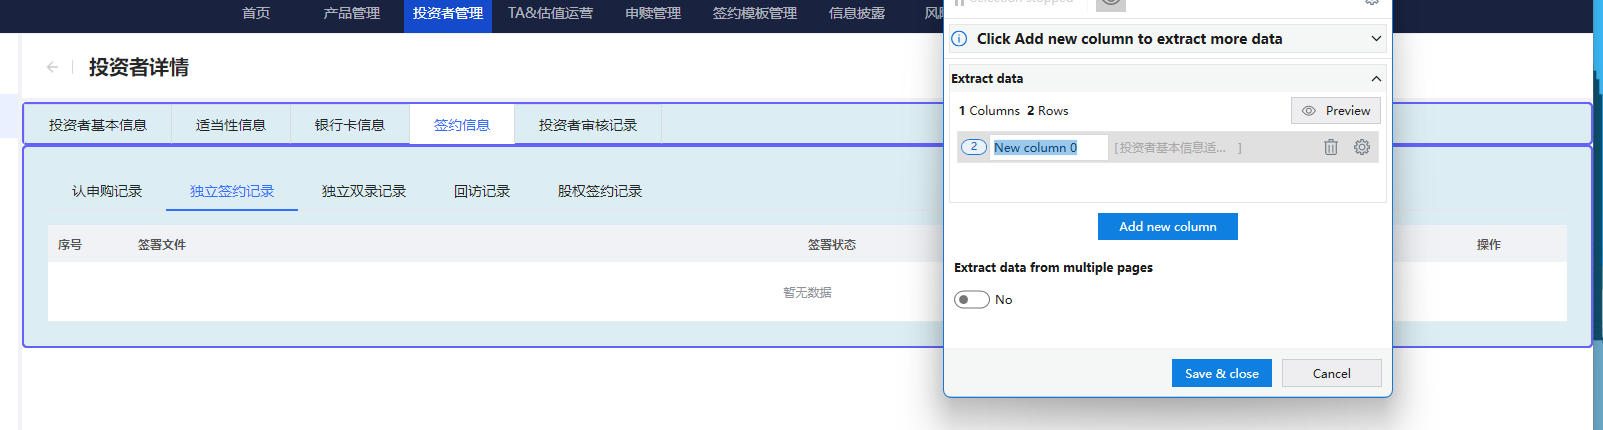 首页 产品管理 投资者管理 TA&估值运营 申赎管理 签约模板管理 信息披露 风
Selection stopped
Click Add new column to extract more data
投资者详情
Extract data
1 Columns 2 Rows
Preview
投资者基本信息 适当性信息 银行卡信息 签约信息 投资者审核记录
2 New column 0 [投资者基本信息适... ]
认申购记录 独立签约记录 独立双录记录 回访记录 股权签约记录
Add new column
序号 签署文件 签署状态 操作
Extract data from multiple pages
暂无数据
No
Save & close Cancel